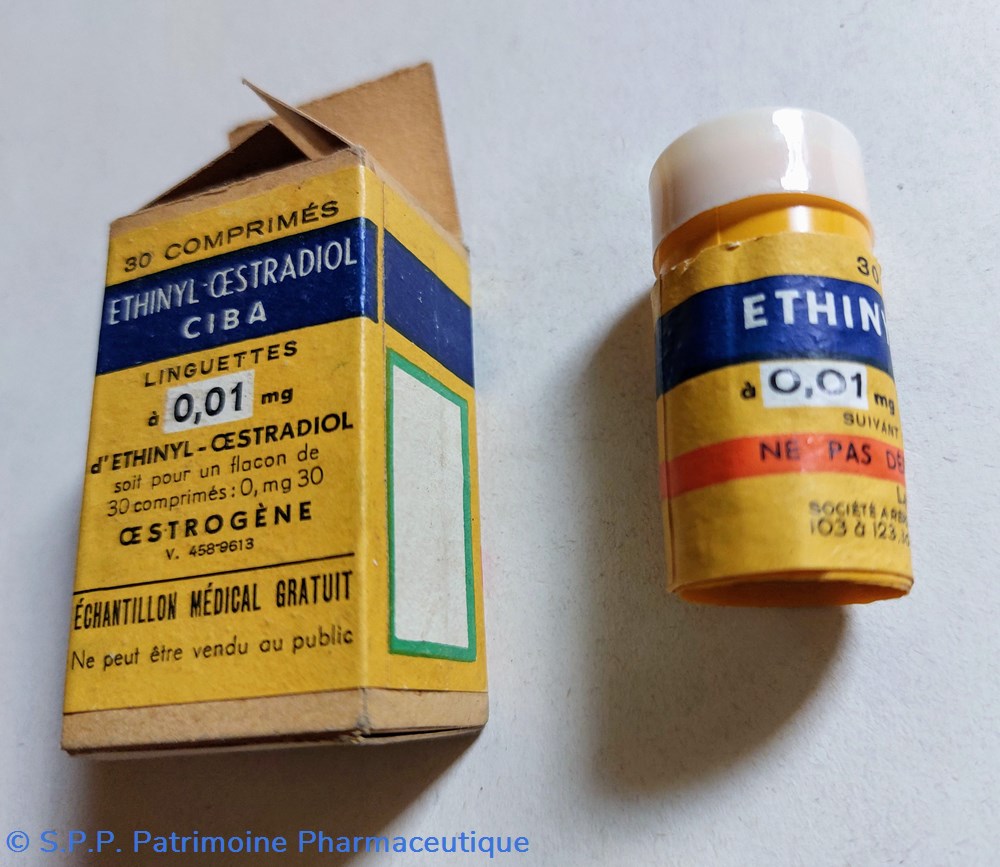 30 COMPRIMÉS
ETHINYL-ŒSTRADIOL
CIBA
LINGUETTES
à 0,01 mg
d'ETHINYL-ŒSTRADIOL
soit pour un flacon de
30 comprimés : 0, mg 30
ŒSTROGÈNE
V. 458-9613
ÉCHANTILLON MÉDICAL GRATUIT
Ne peut être vendu au public
30
ETHIN
à 0,01 mg
SUIVANT
NE PAS
SOCIÉTÉ
103 à 123,
© S.P.P. Patrimoine Pharmaceutique